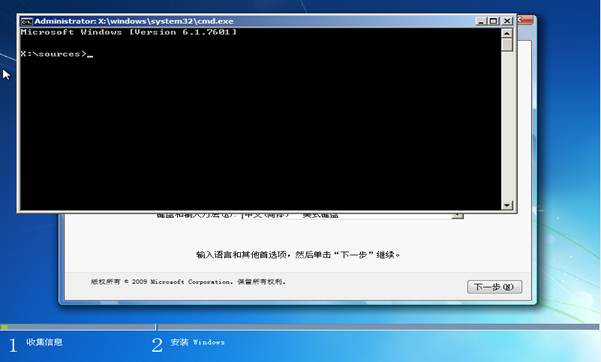 Administrator: X:\windows\system32\cmd.exe
Microsoft Windows [Version 6.1.7601]
X:\sources>_
键盘和输入方法(K): 中文(简体) - 美式键盘
输入语言和其他首选项，然后单击“下一步”继续。
版权所有 © 2009 Microsoft Corporation。保留所有权利。
下一步(N)
1 收集信息
2 安装 Windows